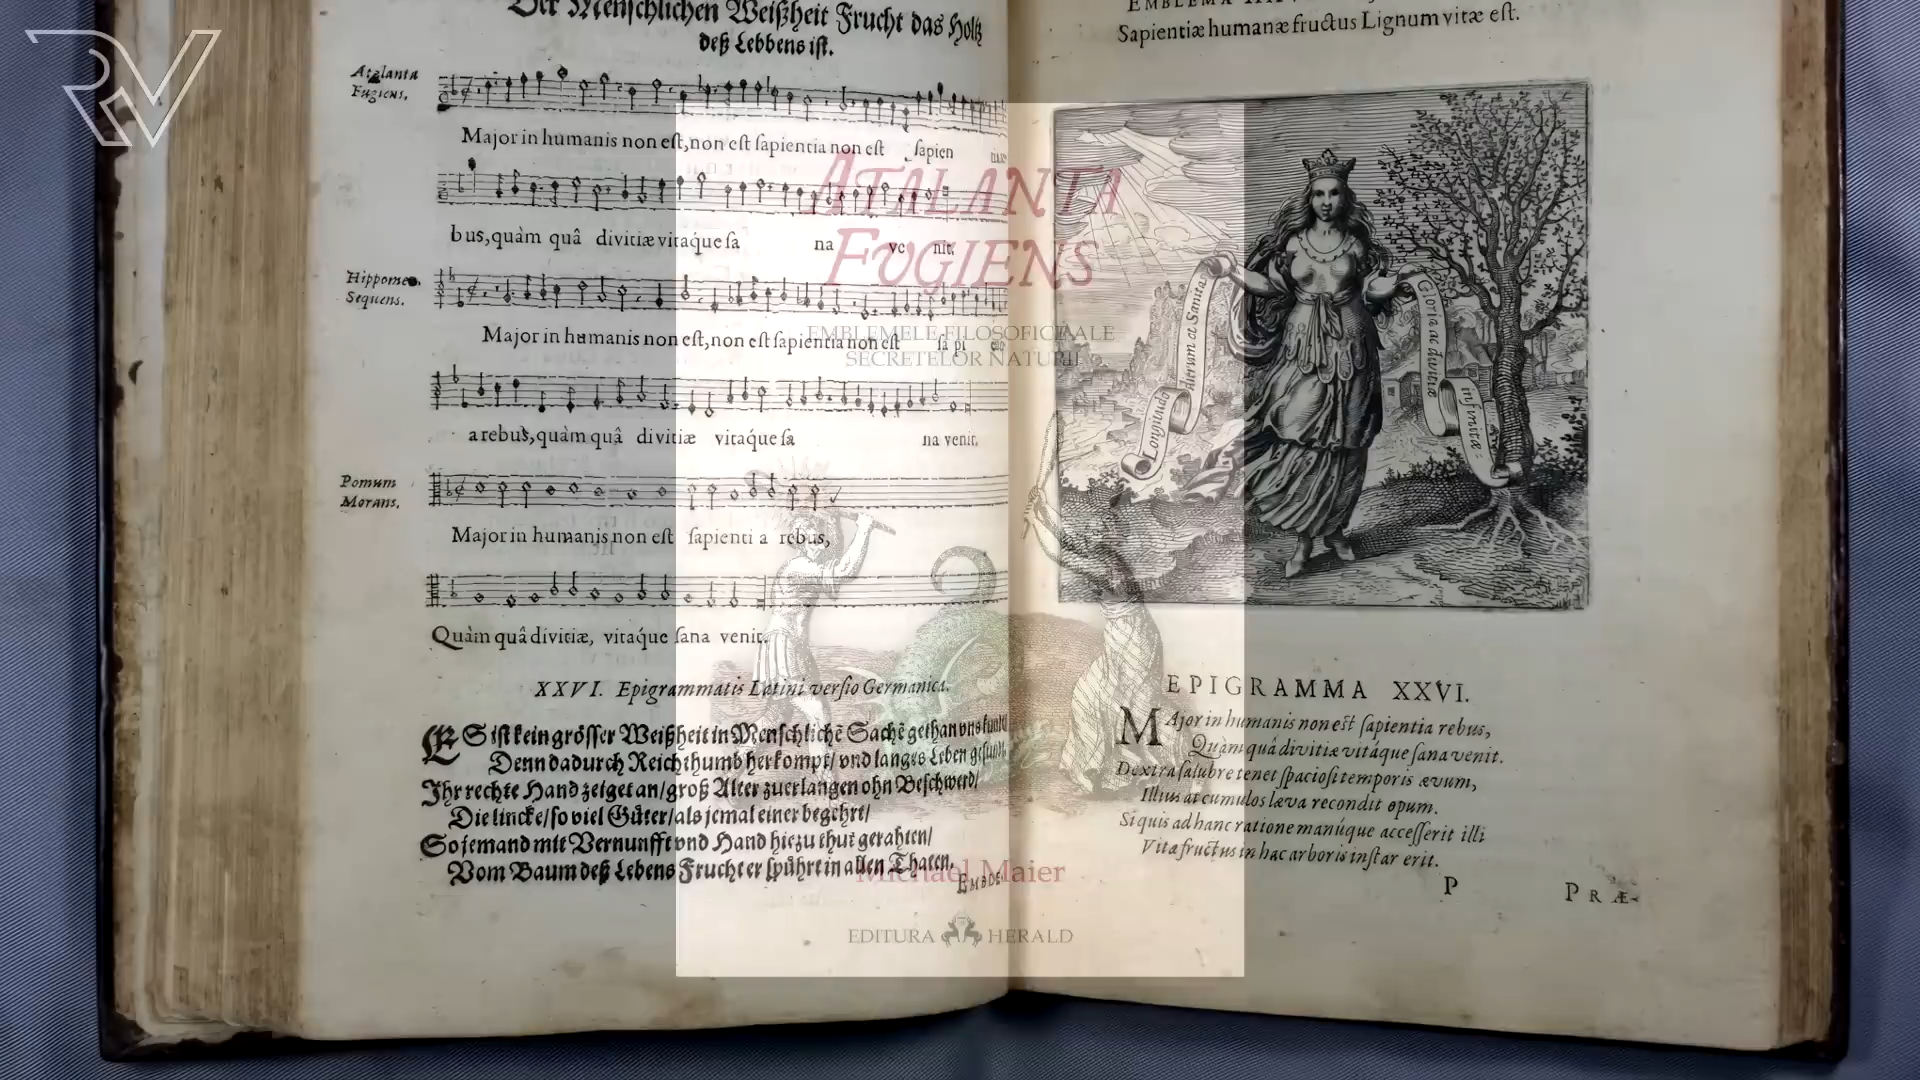 RV
Der Menschlichen Weißheit Frucht das Holtz
deß Lebbens ist.
Atalanta
Fugiens.
Major in humanis non eſt, non eſt ſapientia non eſt ſapien
bus, quàm quâ divitiæ vitáque ſa na ve nit.
Hippomenes
Sequens.
Major in humanis non eſt, non eſt ſapientia non eſt ſa pi
a rebus, quàm quâ divitiæ vitáque ſa na venit.
Pomum
Morans.
Major in humanis non eſt ſapienti a rebus,
Quàm quâ divitiæ, vitáque ſana venit.
XXVI. Epigrammatis Latini verſio Germanica.
ES iſt kein gröſſer Weißheit in Menſchlichē Sachē gethan uns
Denn dadurch Reichthumb herkompt / und langes Leben
Ihr rechte Hand zeiget an / groß Alter zuerlangen ohn Beſchwerd /
Die lincke / ſo viel Güter / als jemal einer begehrt /
So jemand mit Vernunfft und Hand hiezu thut gerahten /
Vom Baum deß Lebens Frucht er ſpührt in allen Thaten.
ATALANTA
FUGIENS
EMBLEMELE FILOSOFICE ALE
SECRETELOR NATURII
Michael Maier
EDITURA HERALD
EMBLEMA
Sapientiæ humanæ fructus Lignum vitæ eſt.
Longitudo dierum ac Sanitas
Gloria ac divitiæ infinitæ
EPIGRAMMA XXVI.
MAjor in humanis non eſt ſapientia rebus,
Quàm quâ divitiæ vitáque ſana venit.
Dextra ſalubre tenet ſpacioſi temporis ævum,
Illius at cumulos læva recondit opum.
Si quis ad hanc ratione manúque acceſſerit illi
Vitæ fructus in hac arboris inſtar erit.
P PRÆ-